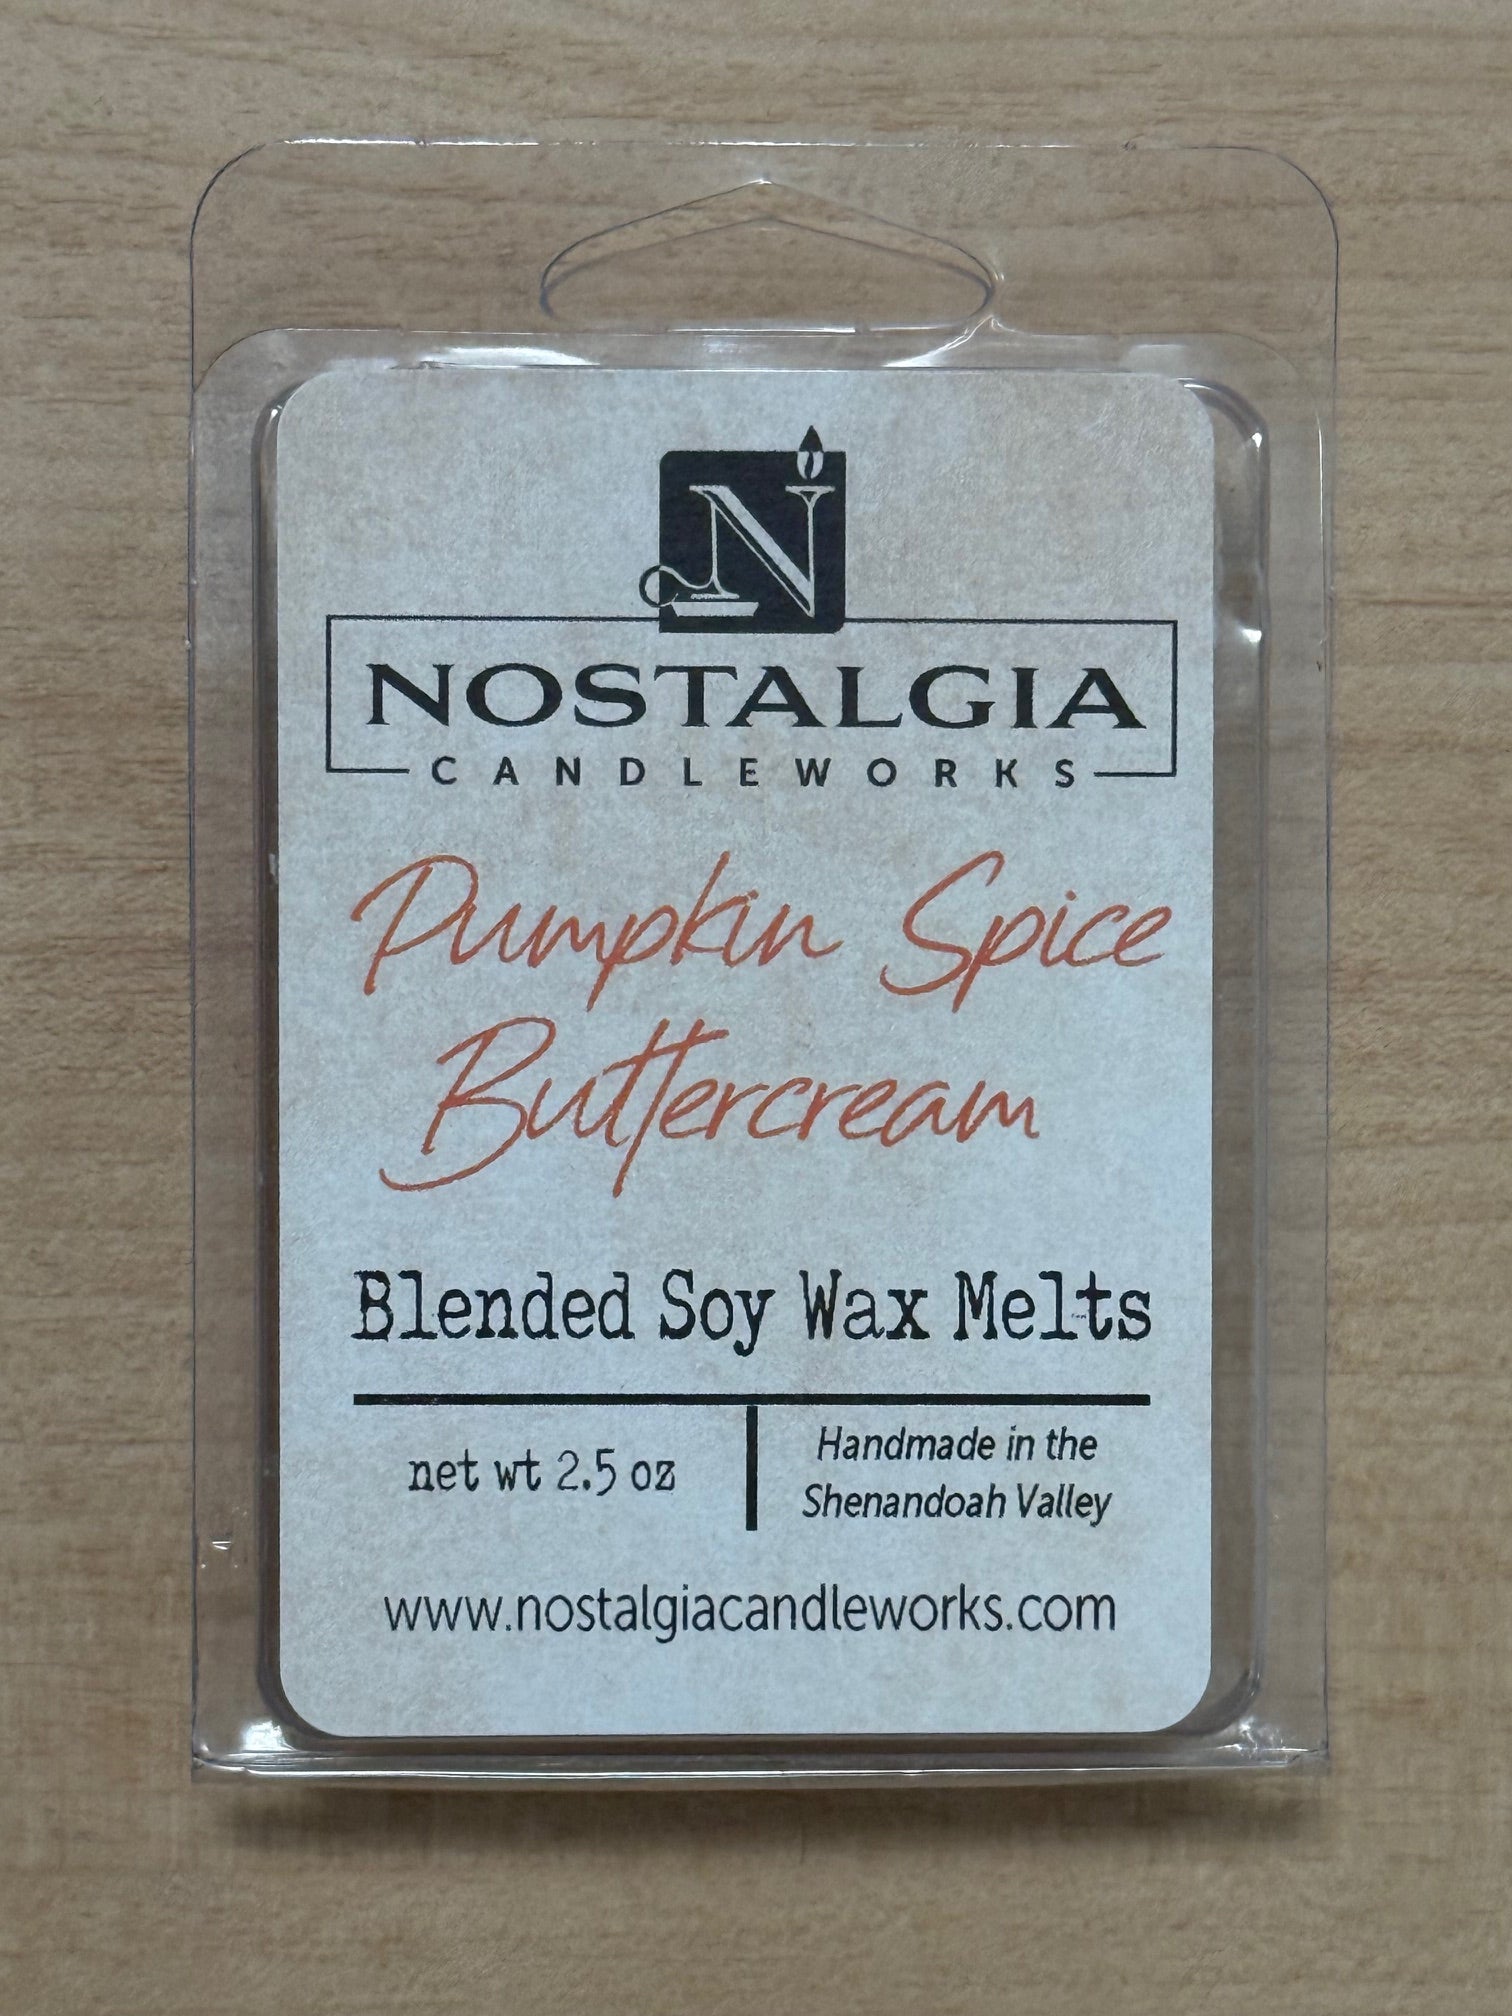 N
NOSTALGIA
CANDLEWORKS
Pumpkin Spice
Buttercream
Blended Soy Wax Melts
net wt 2.5 oz
Handmade in the
Shenandoah Valley
www.nostalgiacandleworks.com